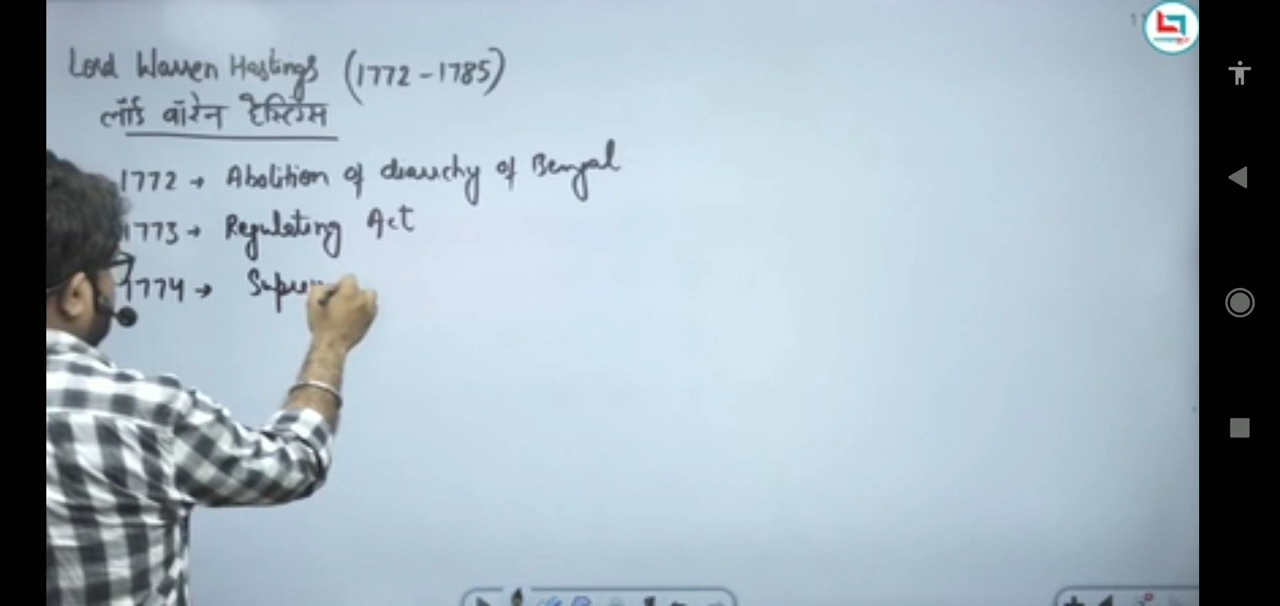 Lord Warren Hastings (1772-1785)
लॉर्ड वॉरेन हेस्टिंग्स
1772 → Abolition of diarchy of Bengal
1773 → Regulating Act
1774 →